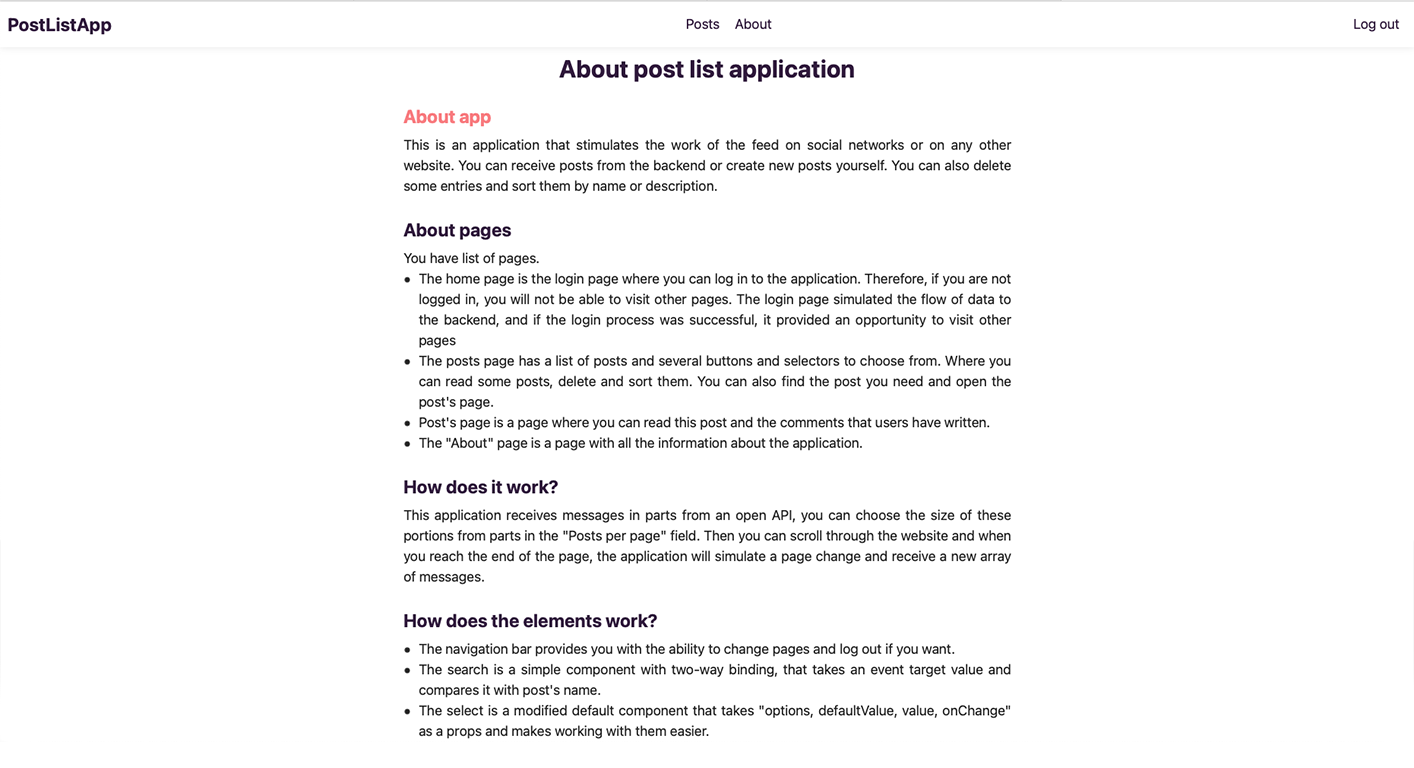 PostListApp
Posts
About
Log out
About post list application
About app
This is an application that stimulates the work of the feed on social networks or on any other
website. You can receive posts from the backend or create new posts yourself. You can also delete
some entries and sort them by name or description.
About pages
You have list of pages.
The home page is the login page where you can log in to the application. Therefore, if you are not
logged in, you will not be able to visit other pages. The login page simulated the flow of data to
the backend, and if the login process was successful, it provided an opportunity to visit other
pages
The posts page has a list of posts and several buttons and selectors to choose from. Where you
can read some posts, delete and sort them. You can also find the post you need and open the
post's page.
Post's page is a page where you can read this post and the comments that users have written.
The "About" page is a page with all the information about the application.
How does it work?
This application receives messages in parts from an open API, you can choose the size of these
portions from parts in the "Posts per page" field. Then you can scroll through the website and when
you reach the end of the page, the application will simulate a page change and receive a new array
of messages.
How does the elements work?
The navigation bar provides you with the ability to change pages and log out if you want.
The search is a simple component with two-way binding, that takes an event target value and
compares it with post's name.
The select is a modified default component that takes "options, defaultValue, value, onChange"
as a props and makes working with them easier.